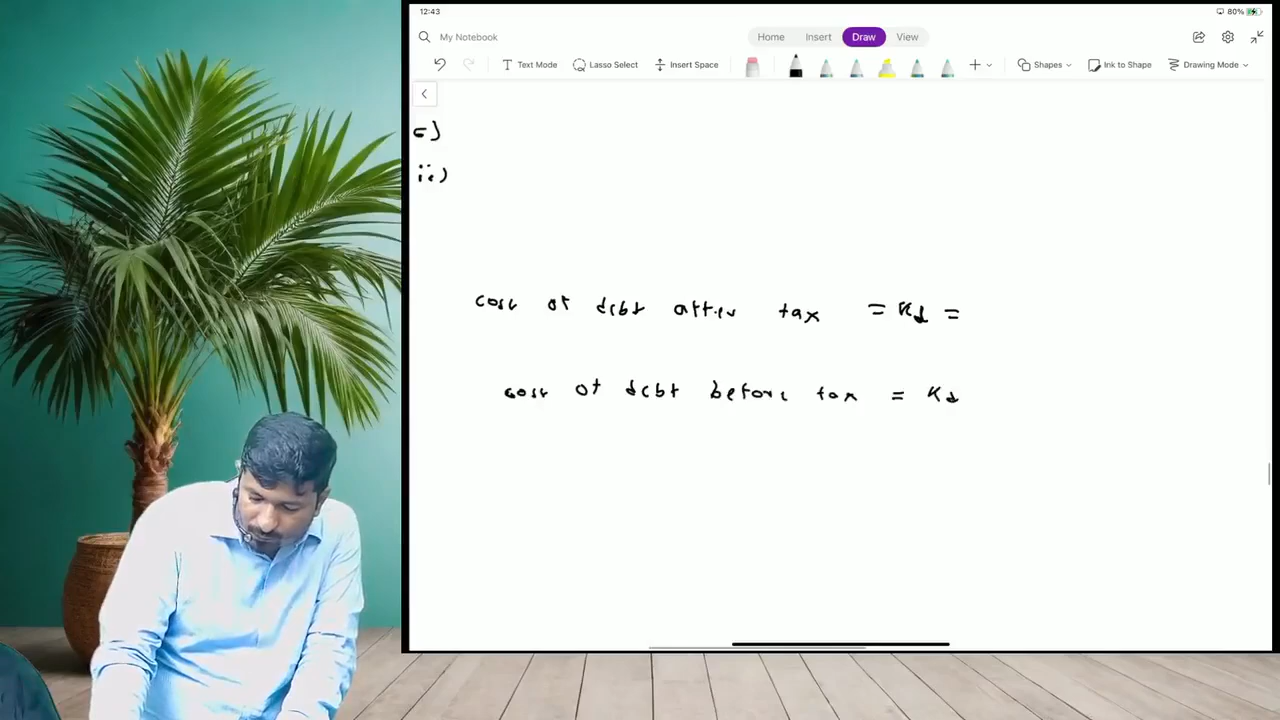 12:43
80%
My Notebook
Home Insert Draw View
Text Mode Lasso Select Insert Space Shapes Ink to Shape Drawing Mode
c)
ii)
cost of debt after tax = Kd =
cost of debt before tax = Kd